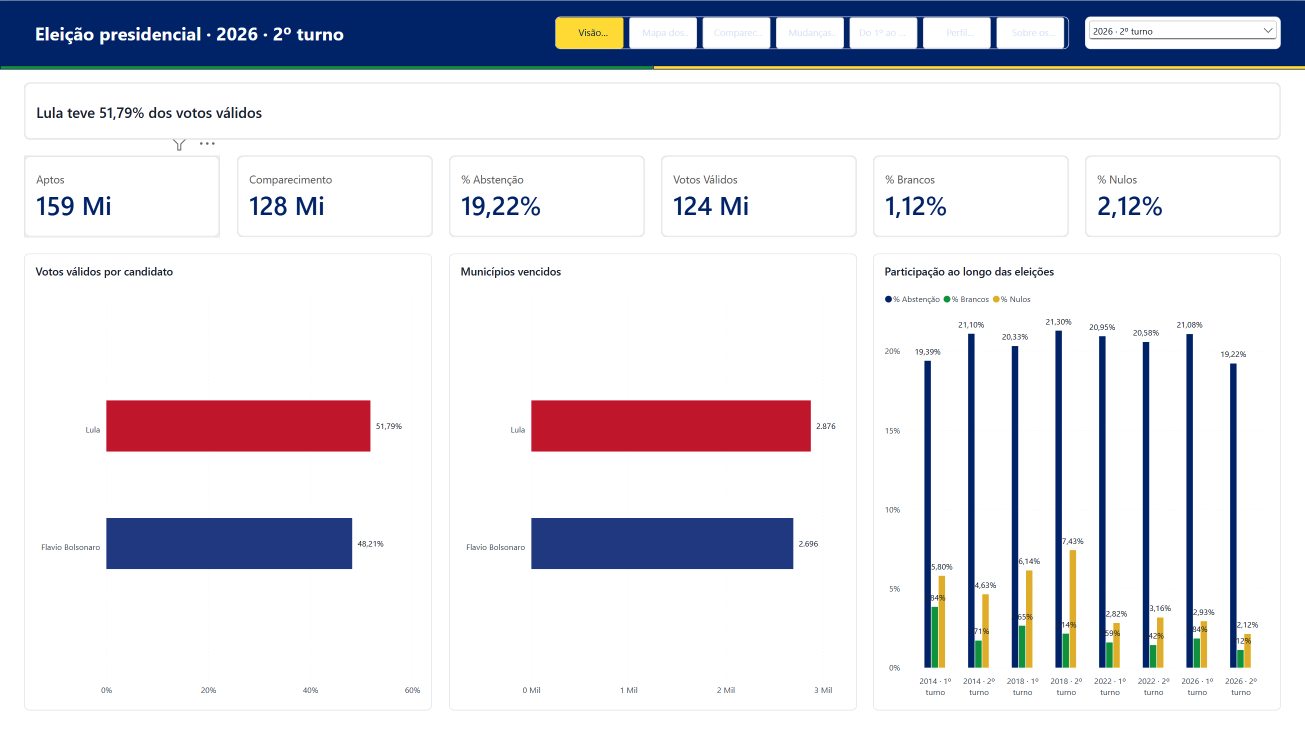 Eleição presidencial · 2026 · 2º turno
Visão...
Mapa dos...
Comparec...
Mudanças...
Do 1º ao ...
Perfil...
Sobre os...
2026 · 2º turno
Lula teve 51,79% dos votos válidos
Aptos
159 Mi
Comparecimento
128 Mi
% Abstenção
19,22%
Votos Válidos
124 Mi
% Brancos
1,12%
% Nulos
2,12%
Votos válidos por candidato
Lula
51,79%
Flavio Bolsonaro
48,21%
0%
20%
40%
60%
Municípios vencidos
Lula
2.876
Flavio Bolsonaro
2.696
0 Mil
1 Mil
2 Mil
3 Mil
Participação ao longo das eleições
% Abstenção
% Brancos
% Nulos
20%
15%
10%
5%
0%
19,39%
21,10%
20,33%
21,30%
20,95%
20,58%
21,08%
19,22%
5,80%
4,63%
6,14%
7,43%
2,82%
3,16%
2,93%
2,12%
2014 · 1º
turno
2014 · 2º
turno
2018 · 1º
turno
2018 · 2º
turno
2022 · 1º
turno
2022 · 2º
turno
2026 · 1º
turno
2026 · 2º
turno